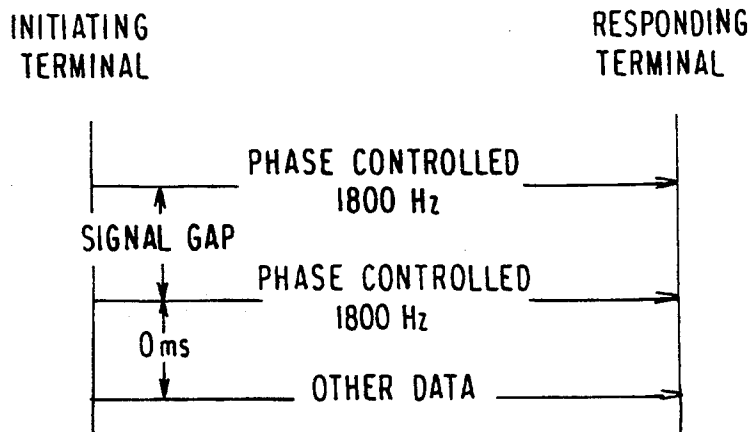 INITIATING
TERMINAL
RESPONDING
TERMINAL
PHASE CONTROLLED
1800 Hz
SIGNAL GAP
PHASE CONTROLLED
1800 Hz
0 ms
OTHER DATA